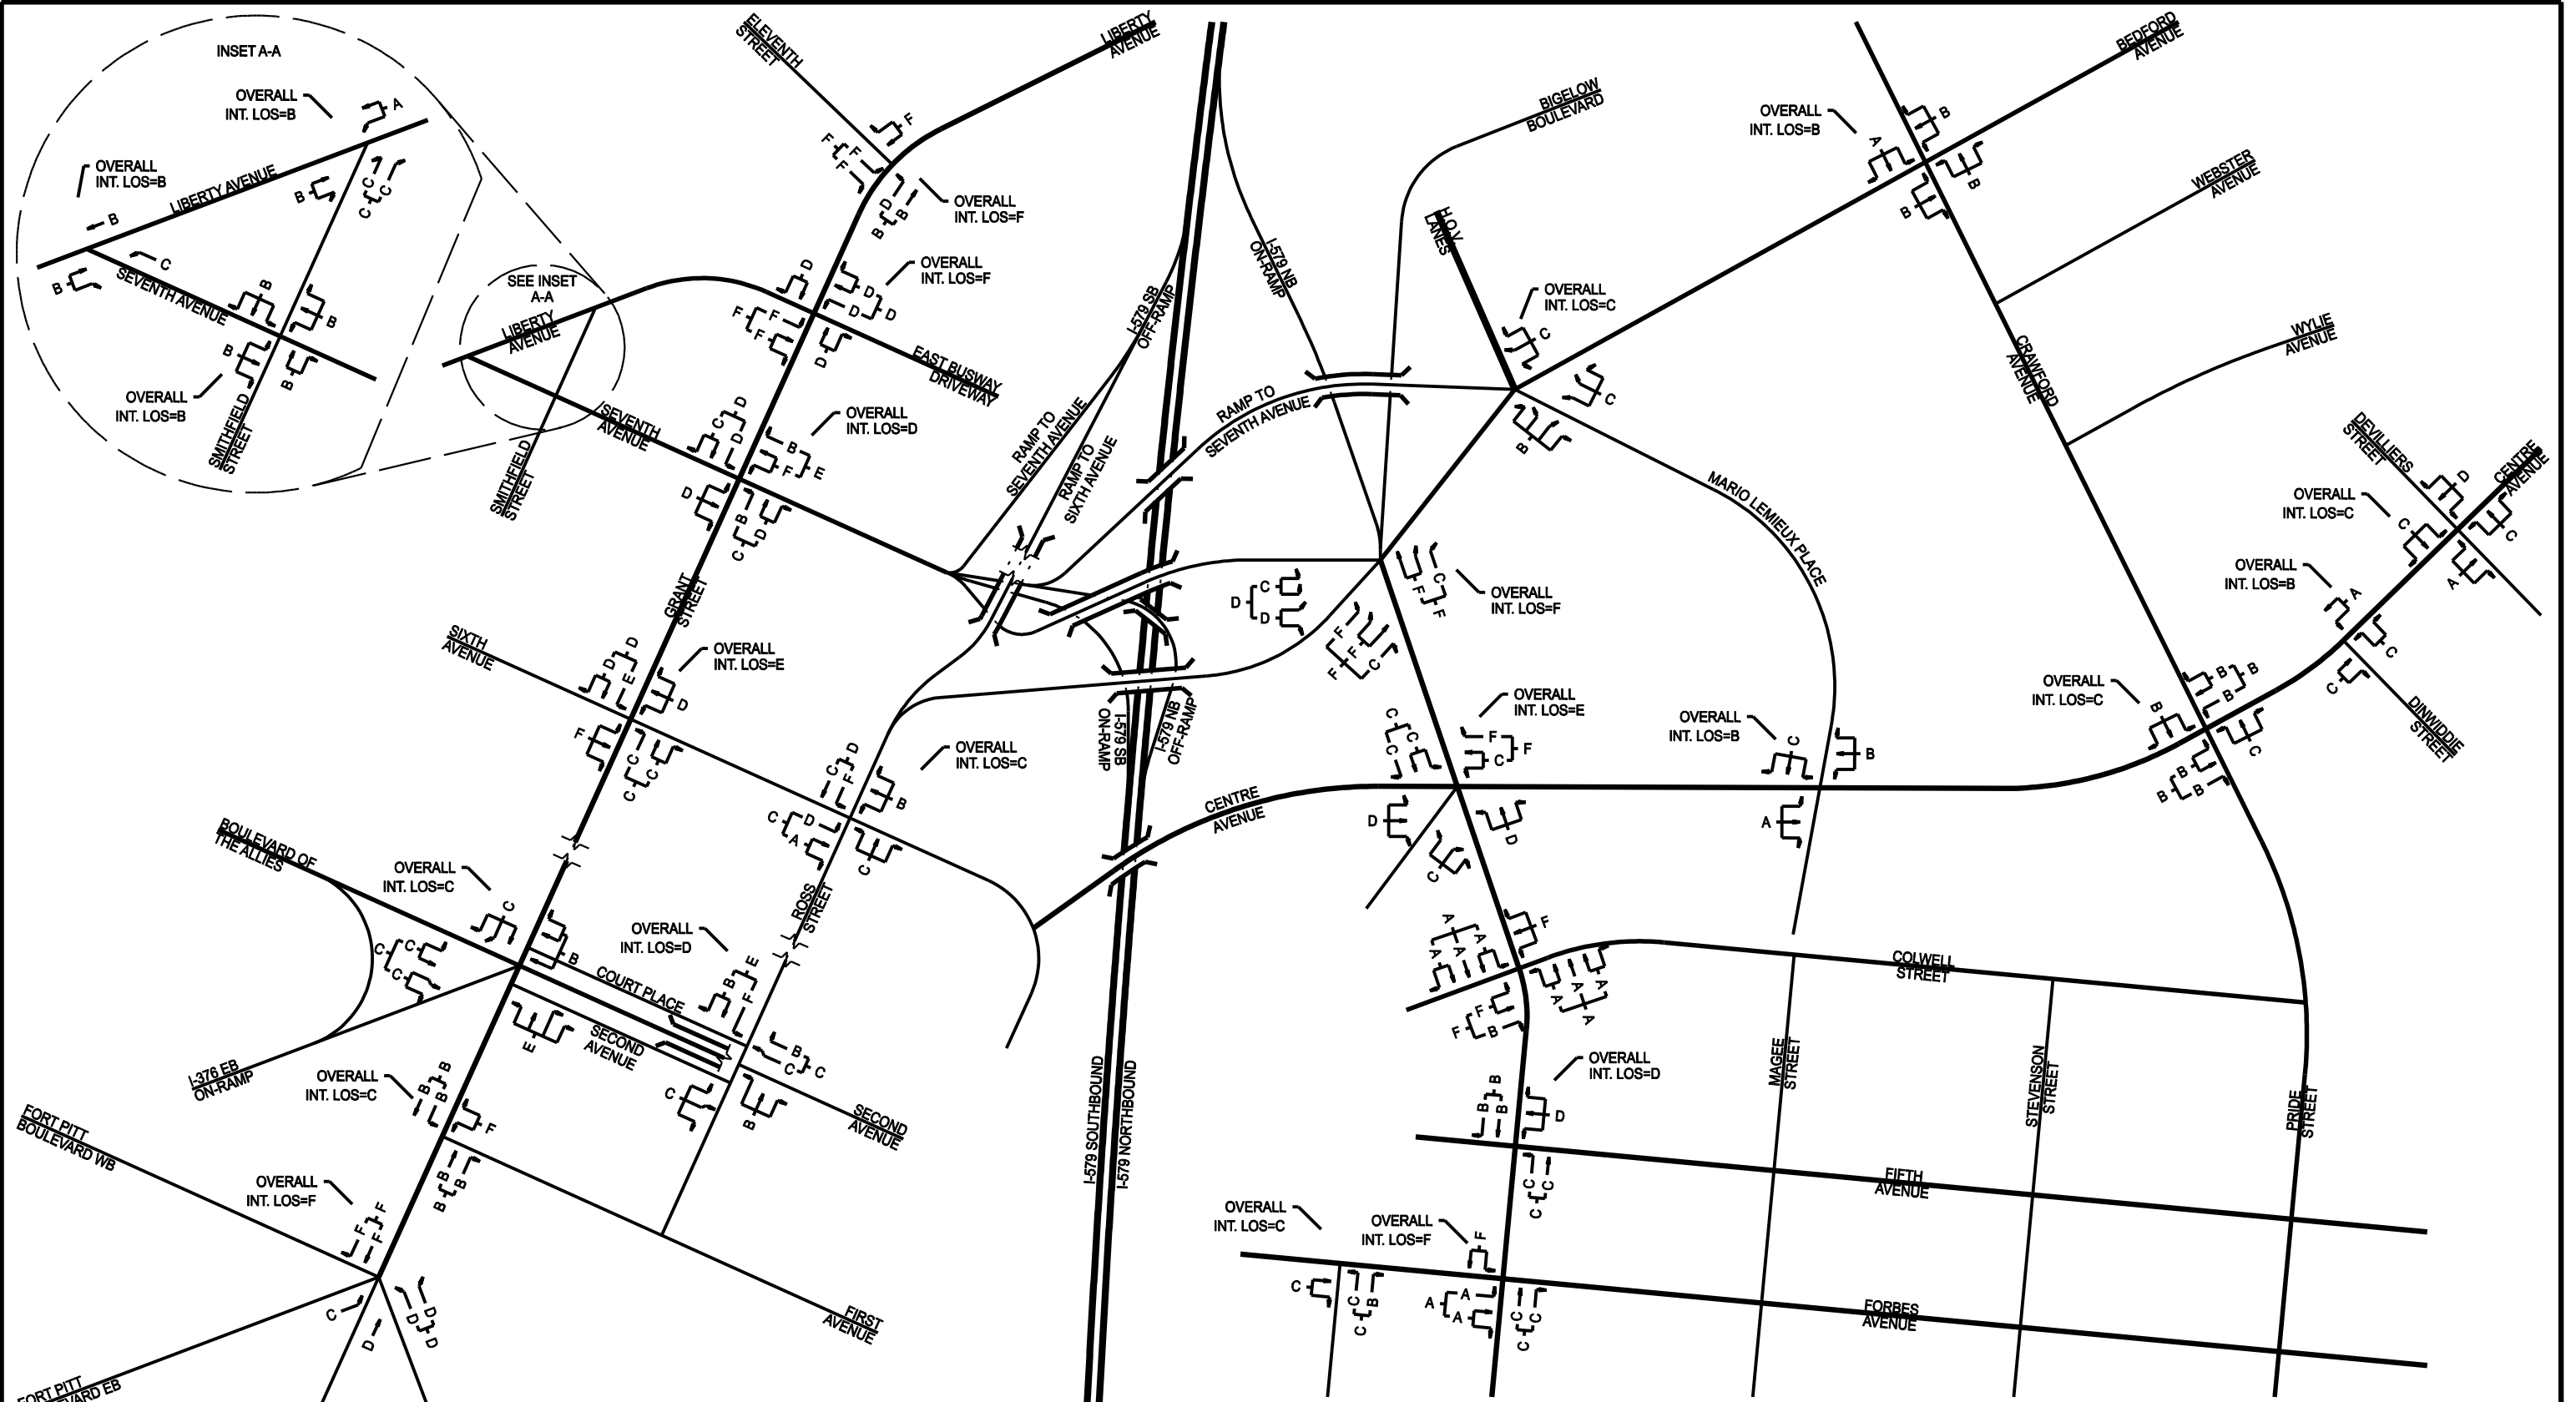 INSET A-A
OVERALL
INT. LOS=B
A
OVERALL
INT. LOS=B
LIBERTY AVENUE
B
B
C
C
C
B
C
SEVENTH AVENUE
B
B
B
B
OVERALL
INT. LOS=B
SMITHFIELD
STREET
SEE INSET
A-A
LIBERTY
AVENUE
SMITHFIELD
STREET
ELEVENTH
STREET
LIBERTY
AVENUE
F
F
F
F
D
B
B
OVERALL
INT. LOS=F
OVERALL
INT. LOS=F
D
D
D
D
F
F
F
D
EAST BUSWAY
DRIVEWAY
SEVENTH
AVENUE
D
C
D
OVERALL
INT. LOS=D
B
F
E
D
B
D
C
GRANT
STREET
SIXTH
AVENUE
D
D
E
OVERALL
INT. LOS=E
D
F
C
C
C
D
C
F
OVERALL
INT. LOS=C
B
C
D
A
C
ROSS
STREET
BOULEVARD OF
THE ALLIES
OVERALL
INT. LOS=C
C
B
C
C
C
E
COURT PLACE
SECOND
AVENUE
OVERALL
INT. LOS=D
E
B
F
B
C
C
C
B
SECOND
AVENUE
I-376 EB
ON-RAMP
OVERALL
INT. LOS=C
B
B
B
F
B
B
B
FORT PITT
BOULEVARD WB
OVERALL
INT. LOS=F
F
F
F
C
D
D
D
D
FIRST
AVENUE
FORT PITT
I-579 SB
OFF-RAMP
I-579 NB
ON-RAMP
RAMP TO
SEVENTH AVENUE
RAMP TO
SIXTH AVENUE
RAMP TO
SEVENTH AVENUE
BIGELOW
BOULEVARD
H.O.V
LANES
OVERALL
INT. LOS=C
C
C
B
MARIO LEMIEUX PLACE
C
D
D
C
F
F
OVERALL
INT. LOS=F
F
F
F
C
I-579 SB
ON-RAMP
I-579 NB
OFF-RAMP
CENTRE
AVENUE
C
C
C
OVERALL
INT. LOS=E
F
C
F
D
D
C
OVERALL
INT. LOS=B
C
B
A
OVERALL
INT. LOS=B
A
B
B
B
BEDFORD
AVENUE
WEBSTER
AVENUE
WYLIE
AVENUE
CRAWFORD
AVENUE
DEVILLIERS
STREET
CENTRE
AVENUE
OVERALL
INT. LOS=C
D
C
C
A
OVERALL
INT. LOS=B
A
C
C
DINWIDDIE
STREET
OVERALL
INT. LOS=C
B
B
B
B
C
B
B
B
A
A
A
A
F
A
A
A
A
F
F
B
COLWELL
STREET
OVERALL
INT. LOS=D
B
B
B
D
C
C
C
MAGEE
STREET
STEVENSON
STREET
PRIDE
STREET
FIFTH
AVENUE
FORBES
AVENUE
I-579 SOUTHBOUND
I-579 NORTHBOUND
OVERALL
INT. LOS=C
C
C
B
C
OVERALL
INT. LOS=F
F
A
A
A
C
C
C